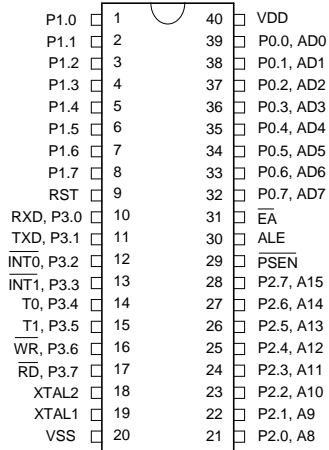 P1.0 1 40 VDD
P1.1 2 39 P0.0, AD0
P1.2 3 38 P0.1, AD1
P1.3 4 37 P0.2, AD2
P1.4 5 36 P0.3, AD3
P1.5 6 35 P0.4, AD4
P1.6 7 34 P0.5, AD5
P1.7 8 33 P0.6, AD6
RST 9 32 P0.7, AD7
RXD, P3.0 10 31 E̅A̅
TXD, P3.1 11 30 ALE
I̅N̅T̅0̅, P3.2 12 29 P̅S̅E̅N̅
I̅N̅T̅1̅, P3.3 13 28 P2.7, A15
T0, P3.4 14 27 P2.6, A14
T1, P3.5 15 26 P2.5, A13
W̅R̅, P3.6 16 25 P2.4, A12
R̅D̅, P3.7 17 24 P2.3, A11
XTAL2 18 23 P2.2, A10
XTAL1 19 22 P2.1, A9
VSS 20 21 P2.0, A8